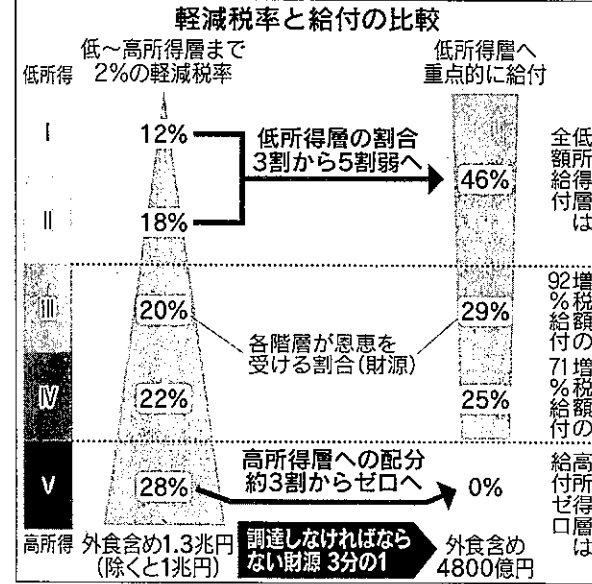 軽減税率と給付の比較
低所得
低~高所得層まで
2%の軽減税率
低所得層へ
重点的に給付
Ⅰ
12%
低所得層の割合
3割から5割弱へ
46%
低所得層は
全額給付
Ⅱ
18%
Ⅲ
20%
各階層が恩恵を
受ける割合(財源)
29%
増税額の
92%給付
Ⅳ
22%
25%
増税額の
71%給付
Ⅴ
28%
高所得層への配分
約3割からゼロへ
0%
高所得層は
給付ゼロ
高所得
外食含め1.3兆円
(除くと1兆円)
調達しなければなら
ない財源 3分の1
外食含め
4800億円